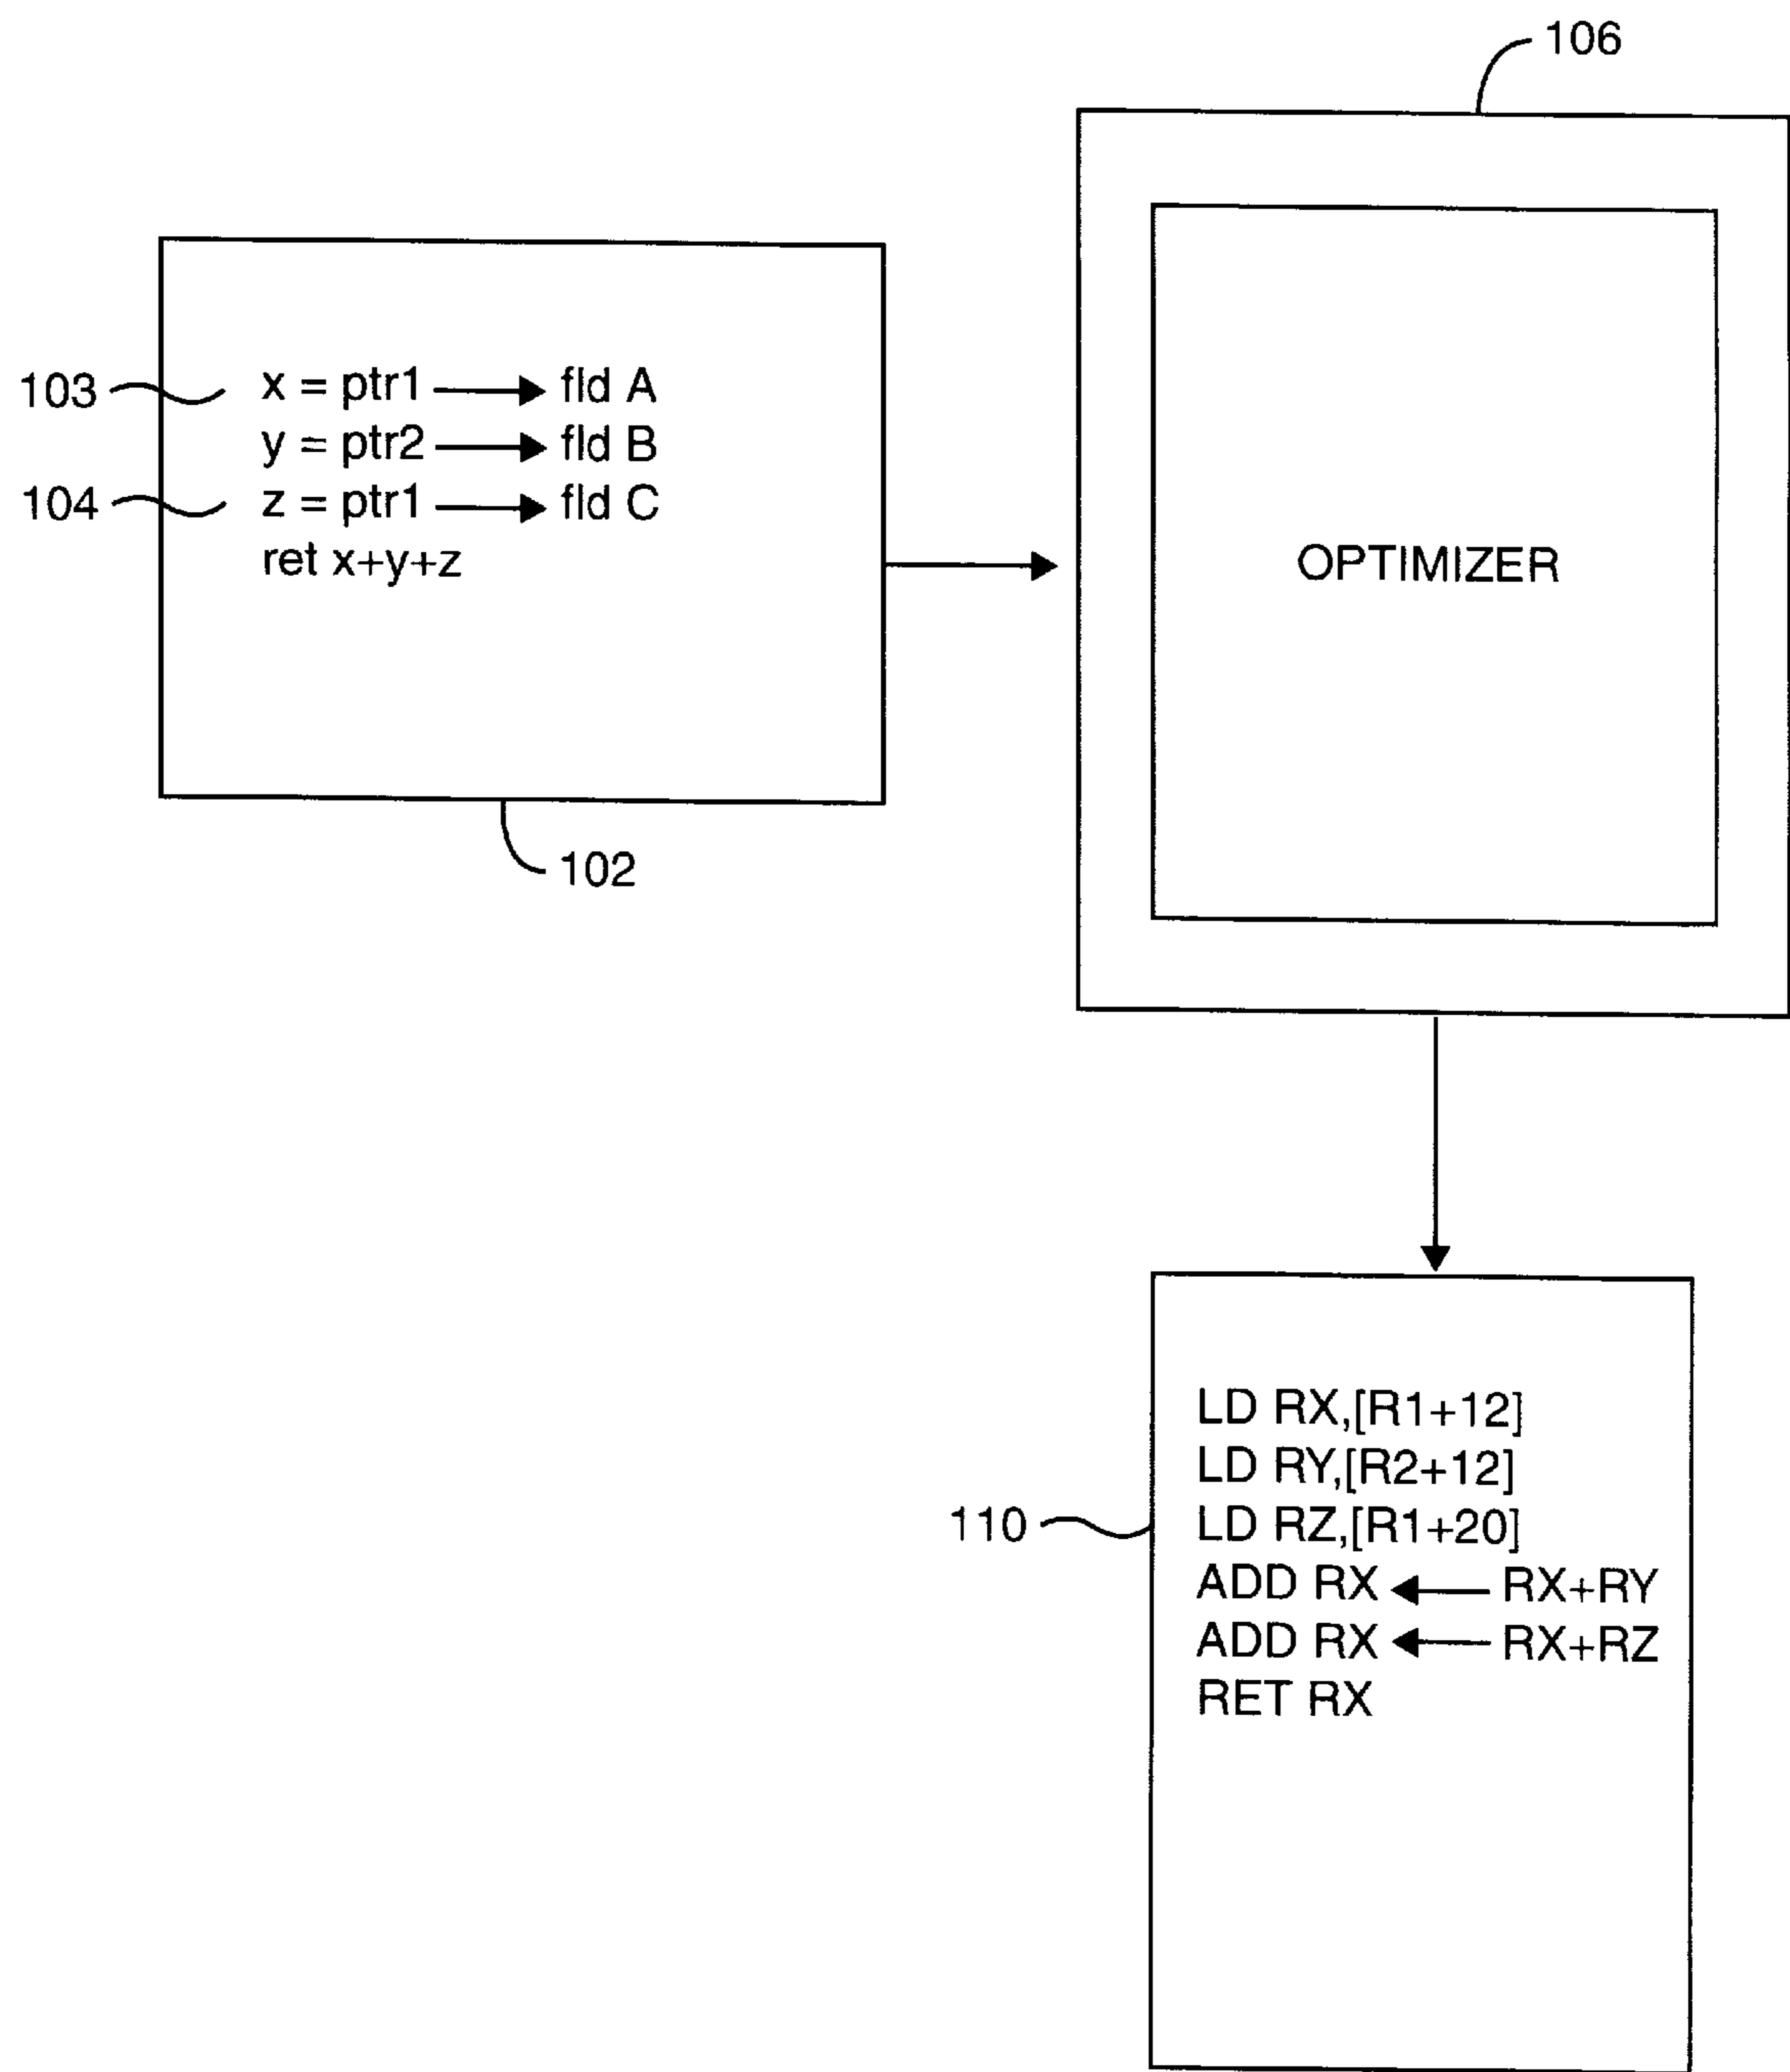 106
103
x = ptr1 ⟶ fld A
y = ptr2 ⟶ fld B
104
z = ptr1 ⟶ fld C
ret x+y+z
OPTIMIZER
102
LD RX,[R1+12]
LD RY,[R2+12]
110
LD RZ,[R1+20]
ADD RX ⟵ RX+RY
ADD RX ⟵ RX+RZ
RET RX